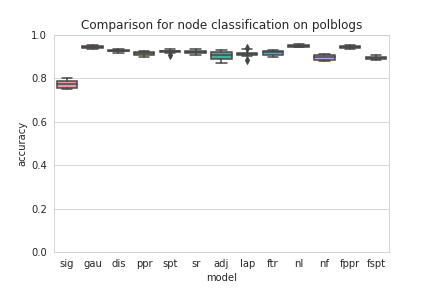 Comparison for node classification on polblogs
1.0
0.8
0.6
0.4
0.2
0.0
accuracy
sig gau dis ppr spt sr adj lap ftr nl nf fppr fspt
model